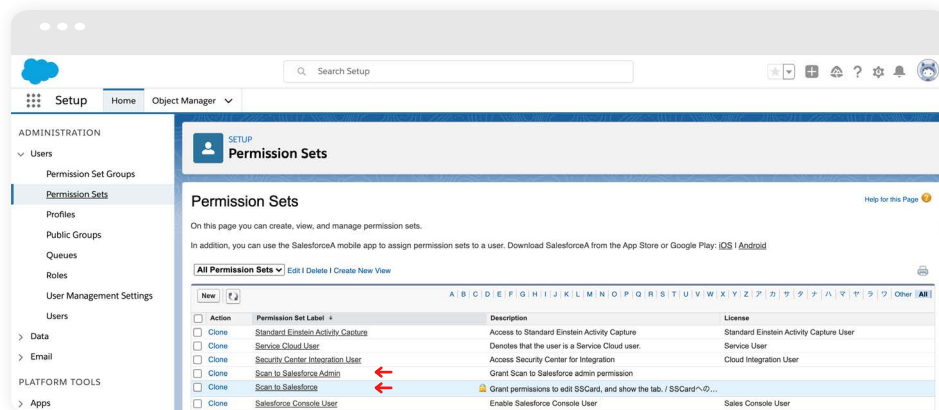 Search Setup
Setup Home Object Manager
ADMINISTRATION
Users
Permission Set Groups
Permission Sets
Profiles
Public Groups
Queues
Roles
User Management Settings
Users
Data
Email
PLATFORM TOOLS
Apps
SETUP
Permission Sets
Permission Sets
Help for this Page
On this page you can create, view, and manage permission sets.
In addition, you can use the SalesforceA mobile app to assign permission sets to a user. Download SalesforceA from the App Store or Google Play: iOS | Android
All Permission Sets Edit | Delete | Create New View
New A | B | C | D | E | F | G | H | I | J | K | L | M | N | O | P | Q | R | S | T | U | V | W | X | Y | Z | ア | カ | サ | タ | ナ | ハ | マ | ヤ | ラ | ワ | Other | All
Action Permission Set Label ↓ Description License
Clone Standard Einstein Activity Capture Access to Standard Einstein Activity Capture Standard Einstein Activity Capture User
Clone Service Cloud User Denotes that the user is a Service Cloud user. Service User
Clone Security Center Integration User Access Security Center for Integration Cloud Integration User
Clone Scan to Salesforce Admin Grant Scan to Salesforce admin permission
Clone Scan to Salesforce Grant permissions to edit SSCard, and show the tab. / SSCardへの...
Clone Salesforce Console User Enable Salesforce Console User Sales Console User